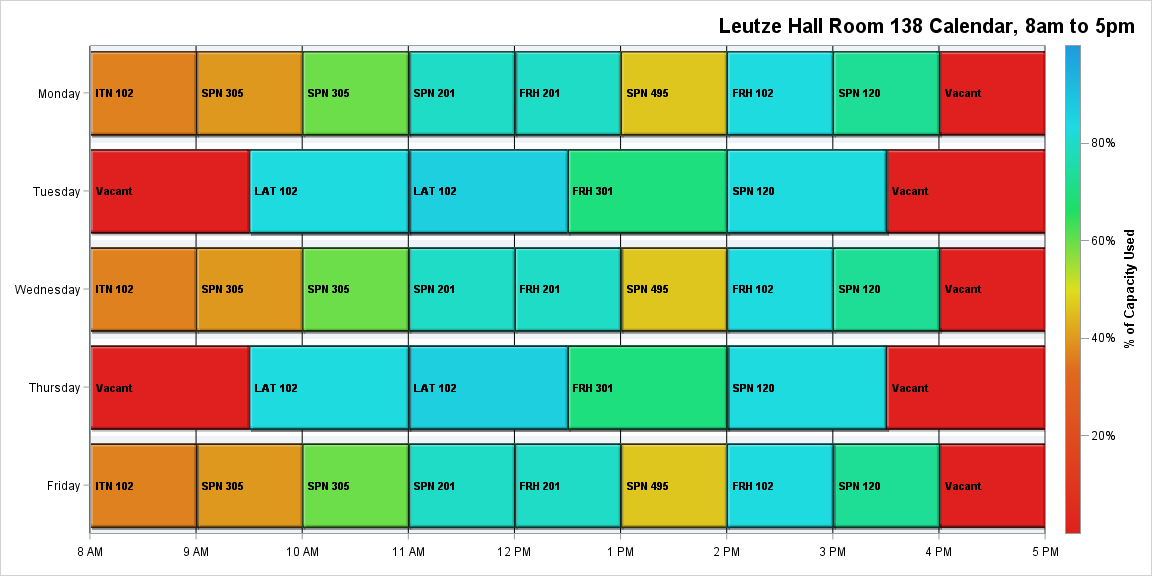 Leutze Hall Room 138 Calendar, 8am to 5pm
Monday
ITN 102
SPN 305
SPN 305
SPN 201
FRH 201
SPN 495
FRH 102
SPN 120
Vacant
Tuesday
Vacant
LAT 102
LAT 102
FRH 301
SPN 120
Vacant
Wednesday
ITN 102
SPN 305
SPN 305
SPN 201
FRH 201
SPN 495
FRH 102
SPN 120
Vacant
Thursday
Vacant
LAT 102
LAT 102
FRH 301
SPN 120
Vacant
Friday
ITN 102
SPN 305
SPN 305
SPN 201
FRH 201
SPN 495
FRH 102
SPN 120
Vacant
8 AM
9 AM
10 AM
11 AM
12 PM
1 PM
2 PM
3 PM
4 PM
5 PM
80%
60%
40%
20%
% of Capacity Used